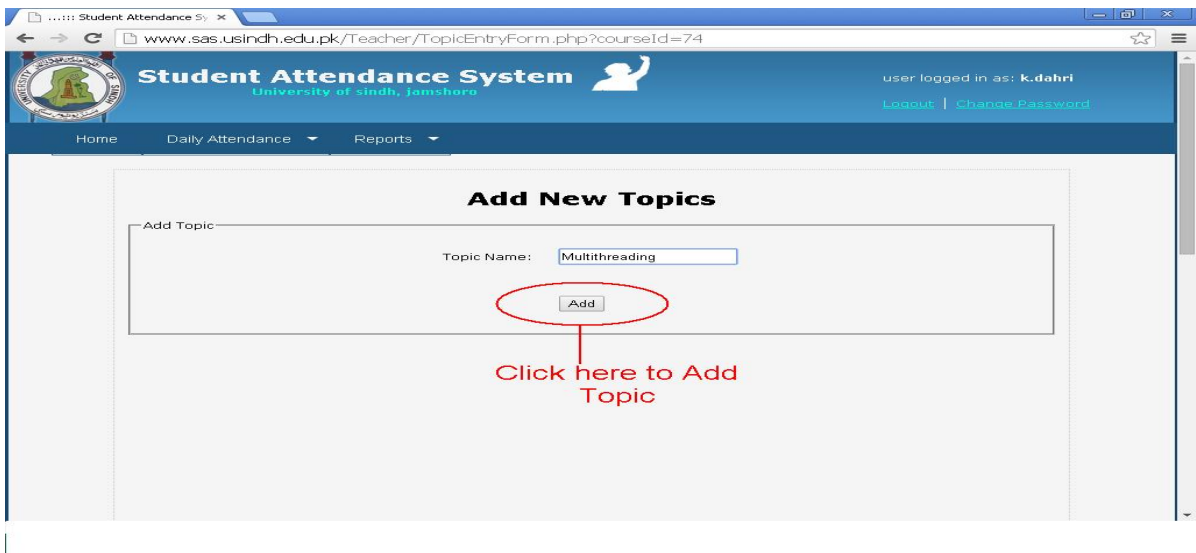 ...::: Student Attendance Sy
www.sas.usindh.edu.pk/Teacher/TopicEntryForm.php?courseId=74
Student Attendance System
University of sindh, jamshoro
user logged in as: k.dahri
Logout | Change Password
Home Daily Attendance Reports
Add New Topics
Add Topic
Topic Name: Multithreading
Add
Click here to Add
Topic